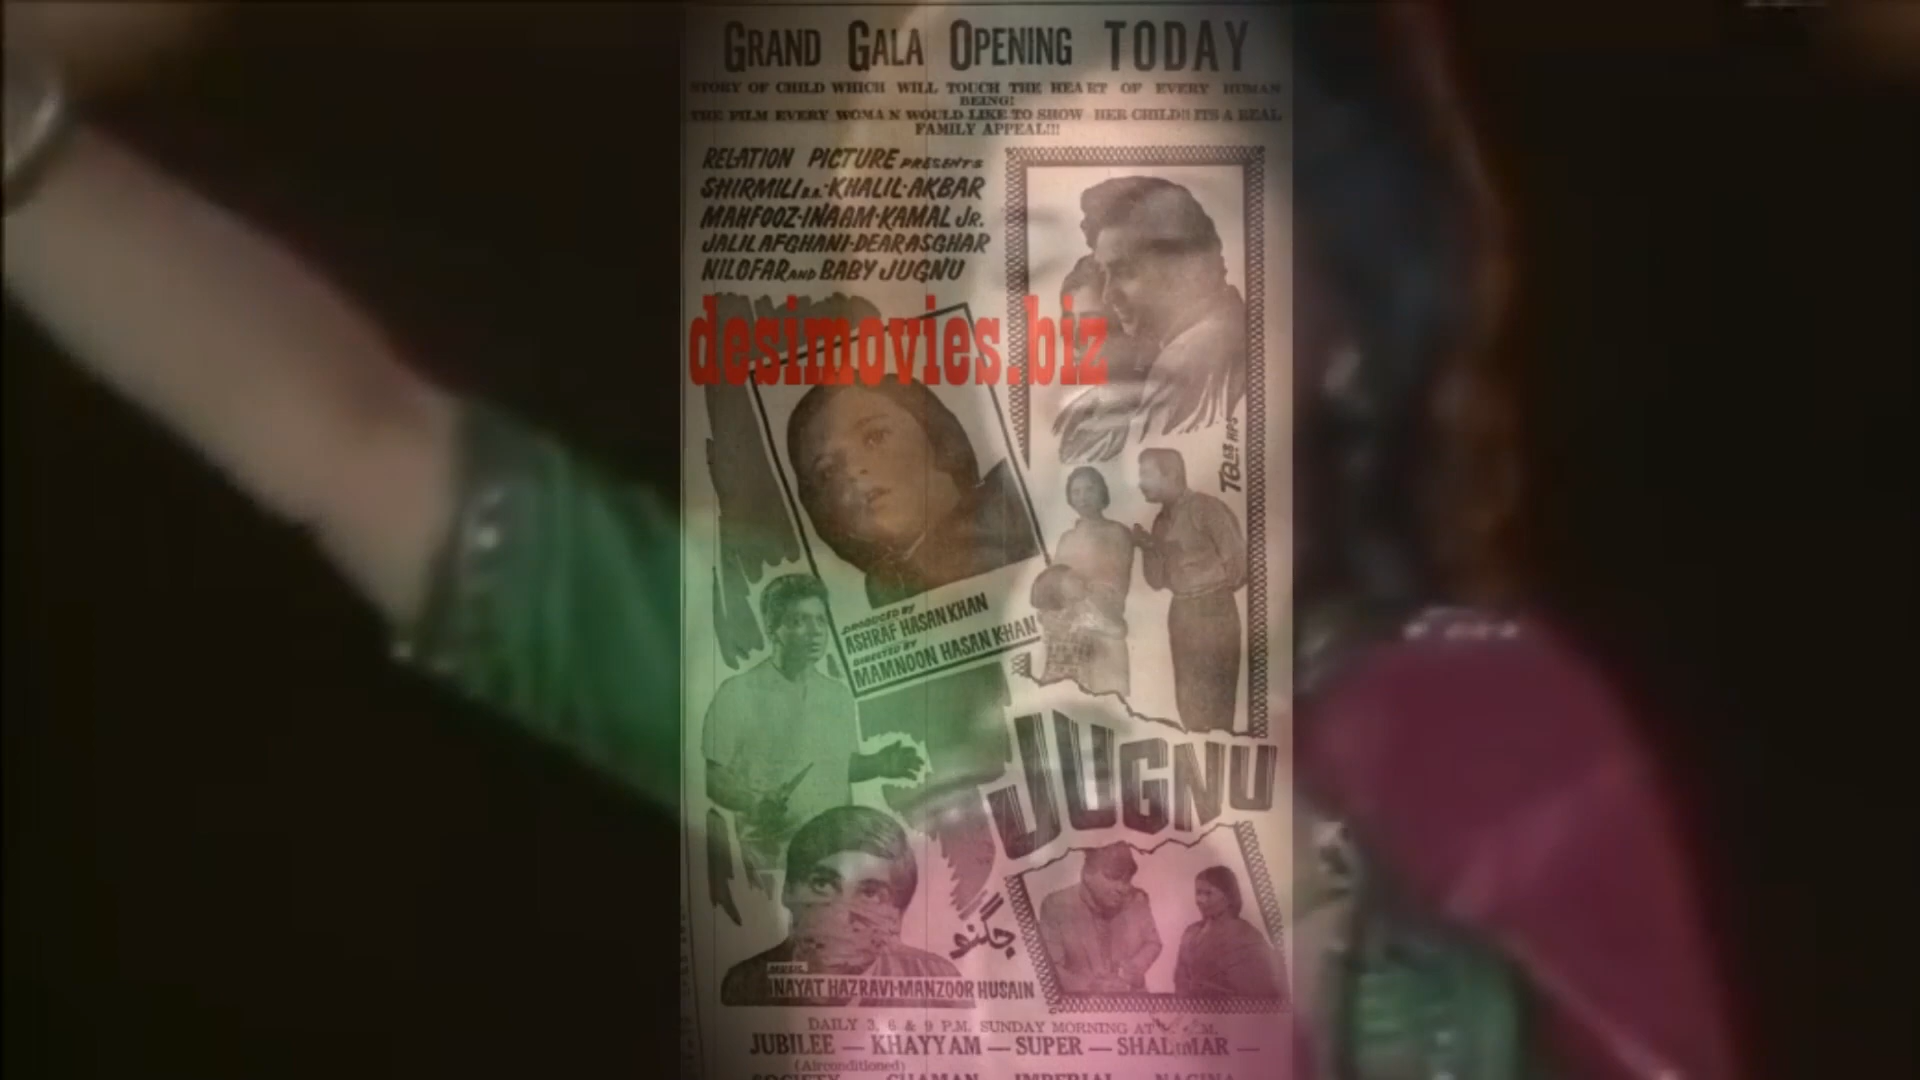 GRAND GALA OPENING TODAY
STORY OF CHILD WHICH WILL TOUCH THE HEART OF EVERY HUMAN
BEING!
THE FILM EVERY WOMAN WOULD LIKE TO SHOW HER CHILD!! ITS A REAL
FAMILY APPEAL!!!
RELATION PICTURE PRESENTS
SHIRMILI KHALIL·AKBAR
MAHFOOZ·INAAM·KAMAL JR.
JALIL AFGHANI·DEAR ASGHAR
NILOFAR AND BABY JUGNU
desimovies.biz
PRODUCED BY
ASHRAF HASAN KHAN
DIRECTED BY
MAMNOON HASAN KHAN
JUGNU
جگنو
MUSIC
INAYAT HAZRAVI·MANZOOR HUSAIN
DAILY 3, 6 & 9 P.M. SUNDAY MORNING AT
JUBILEE — KHAYYAM — SUPER — SHALIMAR —
(Airconditioned)
SOCIETY CHAMAN IMPERIAL NAGINA